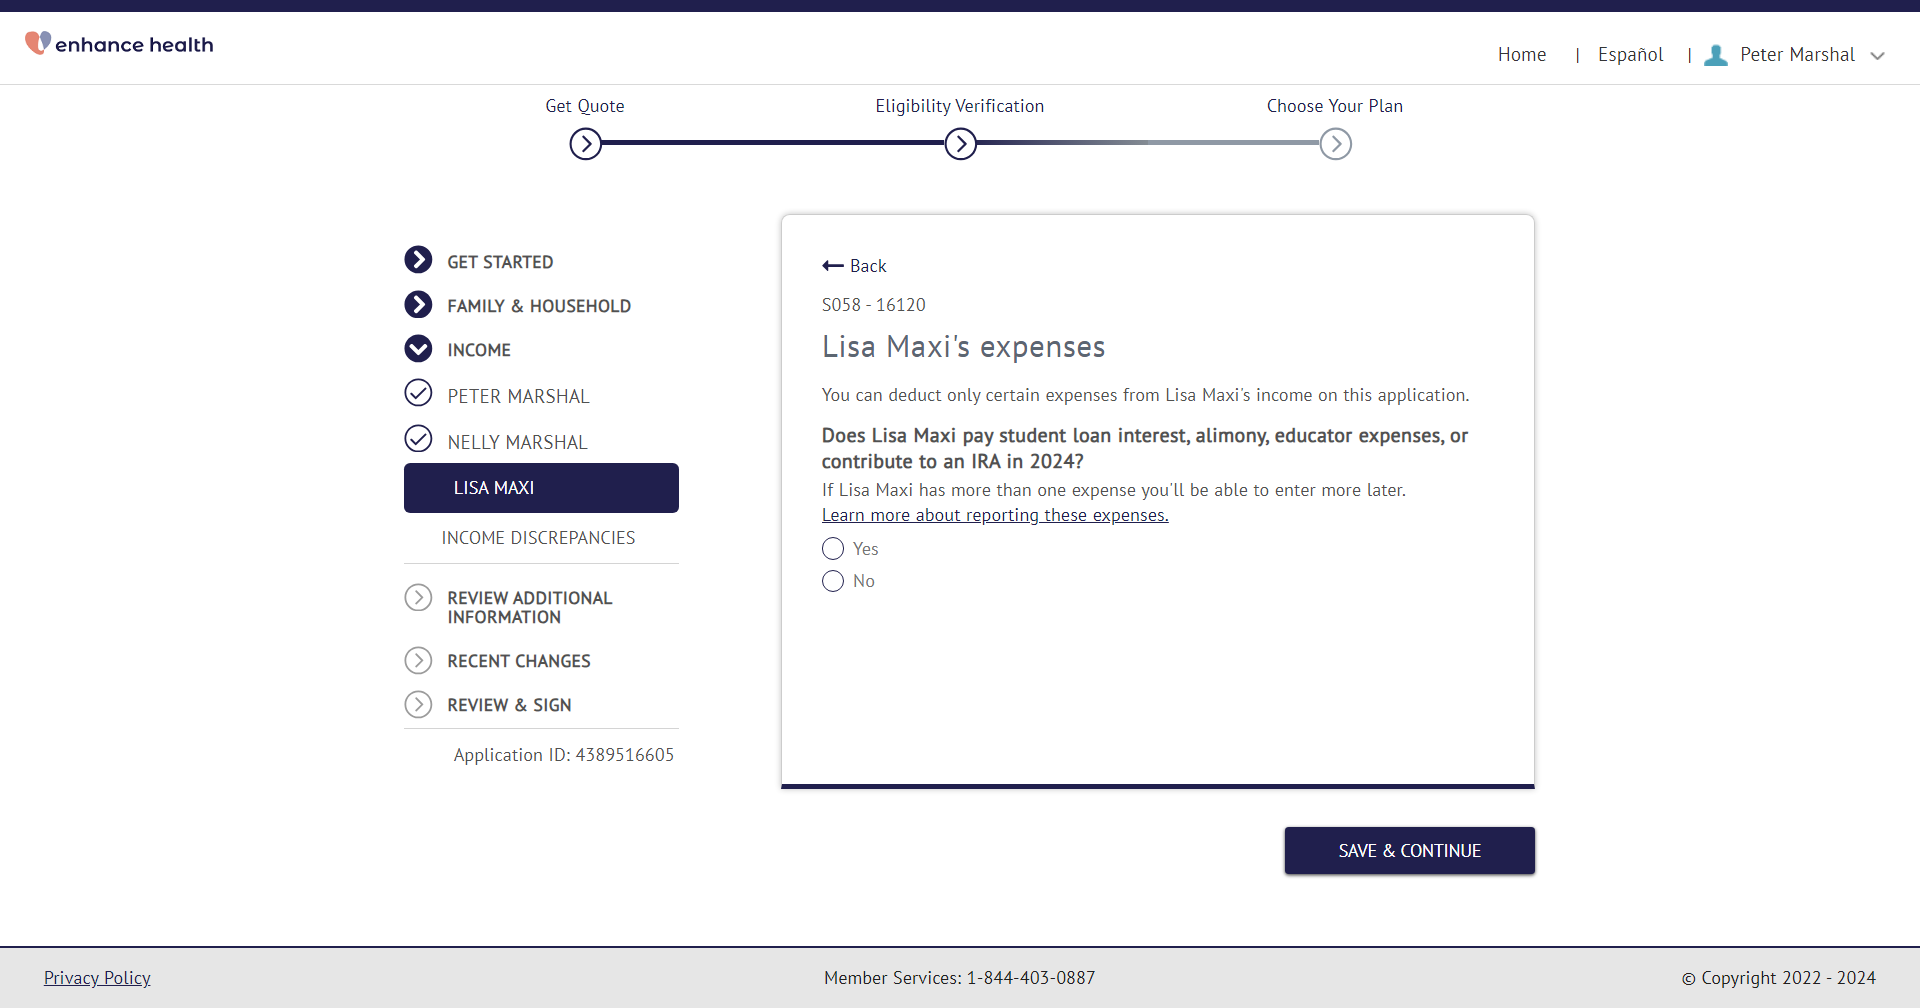 enhance health
Home | Español | Peter Marshal
Get Quote
Eligibility Verification
Choose Your Plan
GET STARTED
FAMILY & HOUSEHOLD
INCOME
PETER MARSHAL
NELLY MARSHAL
LISA MAXI
INCOME DISCREPANCIES
REVIEW ADDITIONAL
INFORMATION
RECENT CHANGES
REVIEW & SIGN
Application ID: 4389516605
Back
S058 - 16120
Lisa Maxi's expenses
You can deduct only certain expenses from Lisa Maxi's income on this application.
Does Lisa Maxi pay student loan interest, alimony, educator expenses, or
contribute to an IRA in 2024?
If Lisa Maxi has more than one expense you'll be able to enter more later.
Learn more about reporting these expenses.
Yes
No
SAVE & CONTINUE
Privacy Policy
Member Services: 1-844-403-0887
© Copyright 2022 - 2024